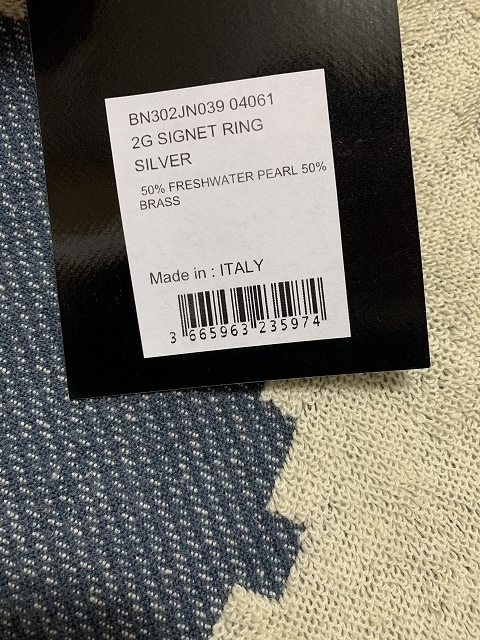 BN302JN039 04061
2G SIGNET RING
SILVER
50% FRESHWATER PEARL 50%
BRASS
Made in : ITALY
3 665963 235974